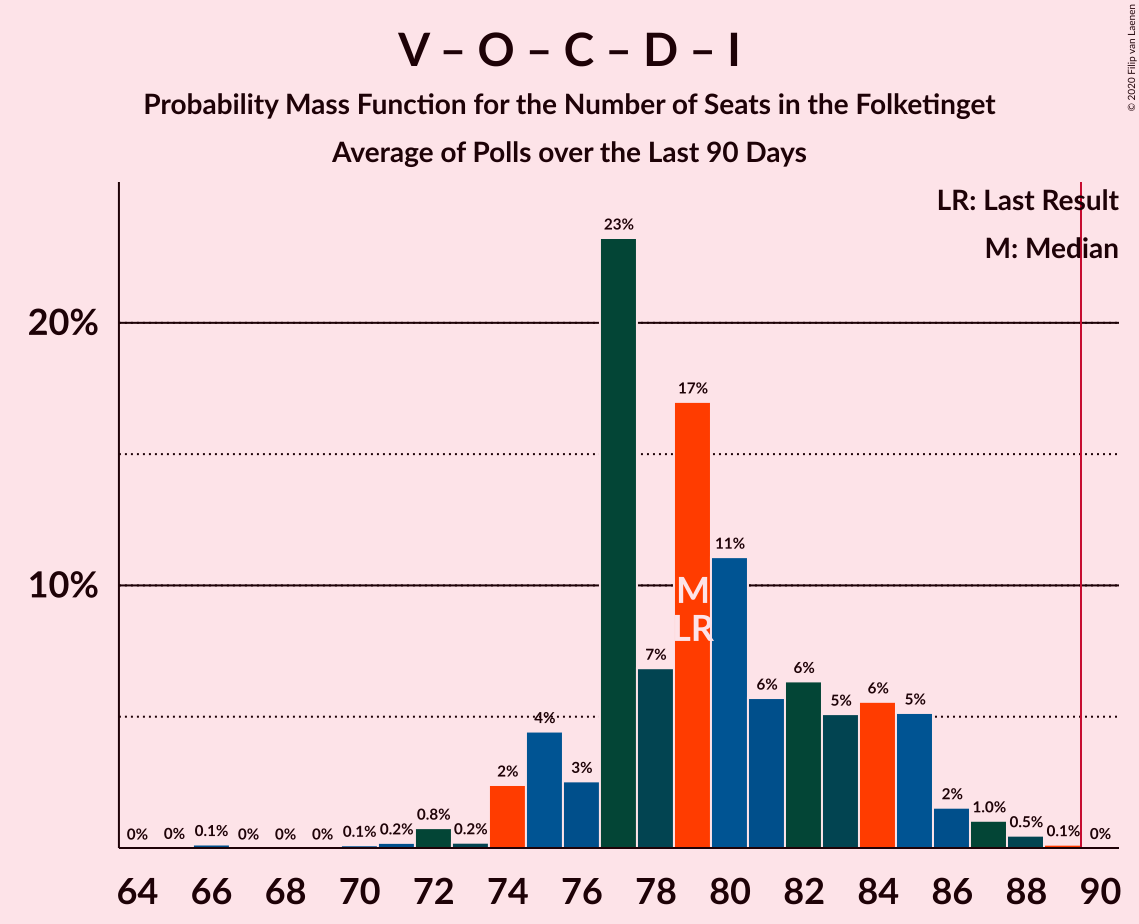 V – O – C – D – I
Probability Mass Function for the Number of Seats in the Folketinget
Average of Polls over the Last 90 Days
© 2020 Filip van Laenen
LR: Last Result
M: Median
20%
10%
0% 0% 0.1% 0% 0% 0% 0.1% 0.2% 0.8% 0.2% 2% 4% 3% 23% 7% 17% 11% 6% 6% 5% 6% 5% 2% 1.0% 0.5% 0.1% 0%
M
LR
64 66 68 70 72 74 76 78 80 82 84 86 88 90